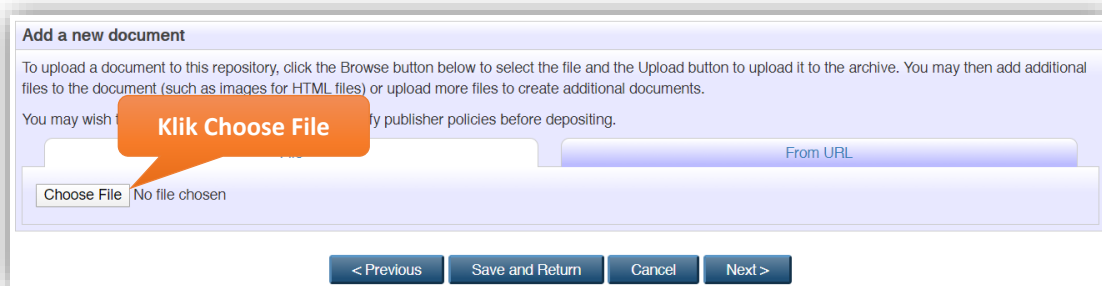 Add a new document
To upload a document to this repository, click the Browse button below to select the file and the Upload button to upload it to the archive. You may then add additional
files to the document (such as images for HTML files) or upload more files to create additional documents.
You may wish fy publisher policies before depositing.
Klik Choose File
From URL
Choose File No file chosen
< Previous Save and Return Cancel Next >